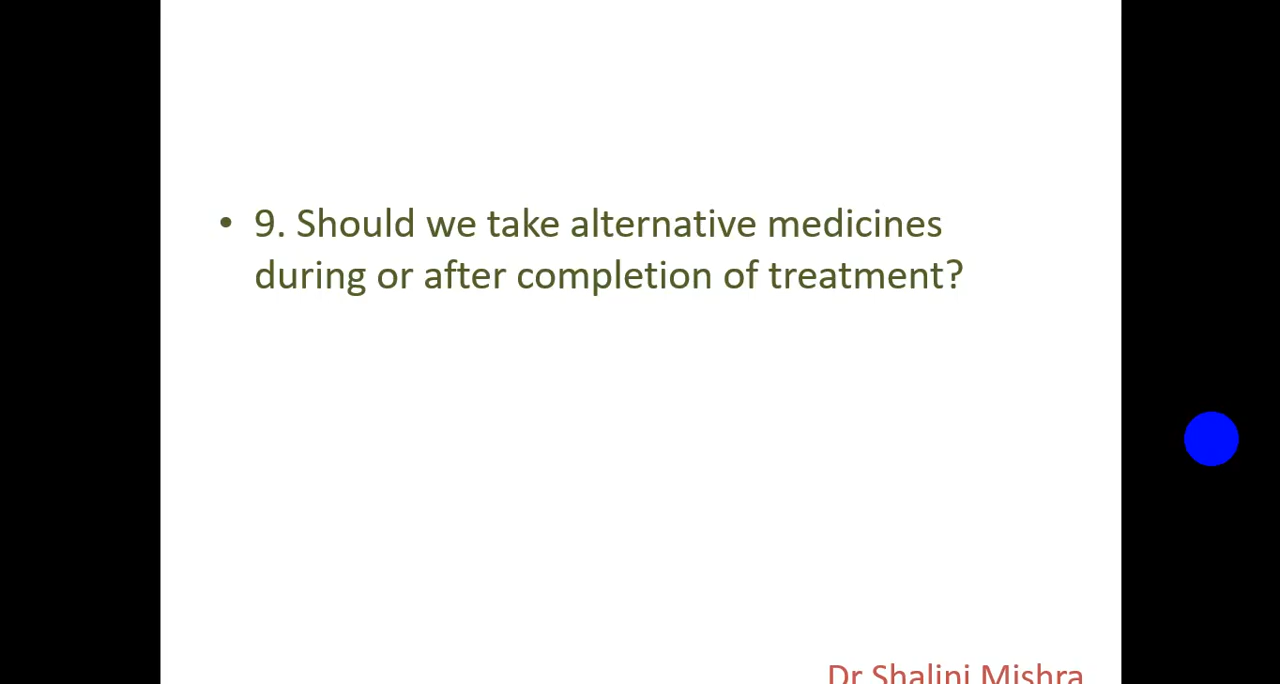 • 9. Should we take alternative medicines
during or after completion of treatment?
Dr Shalini Mishra